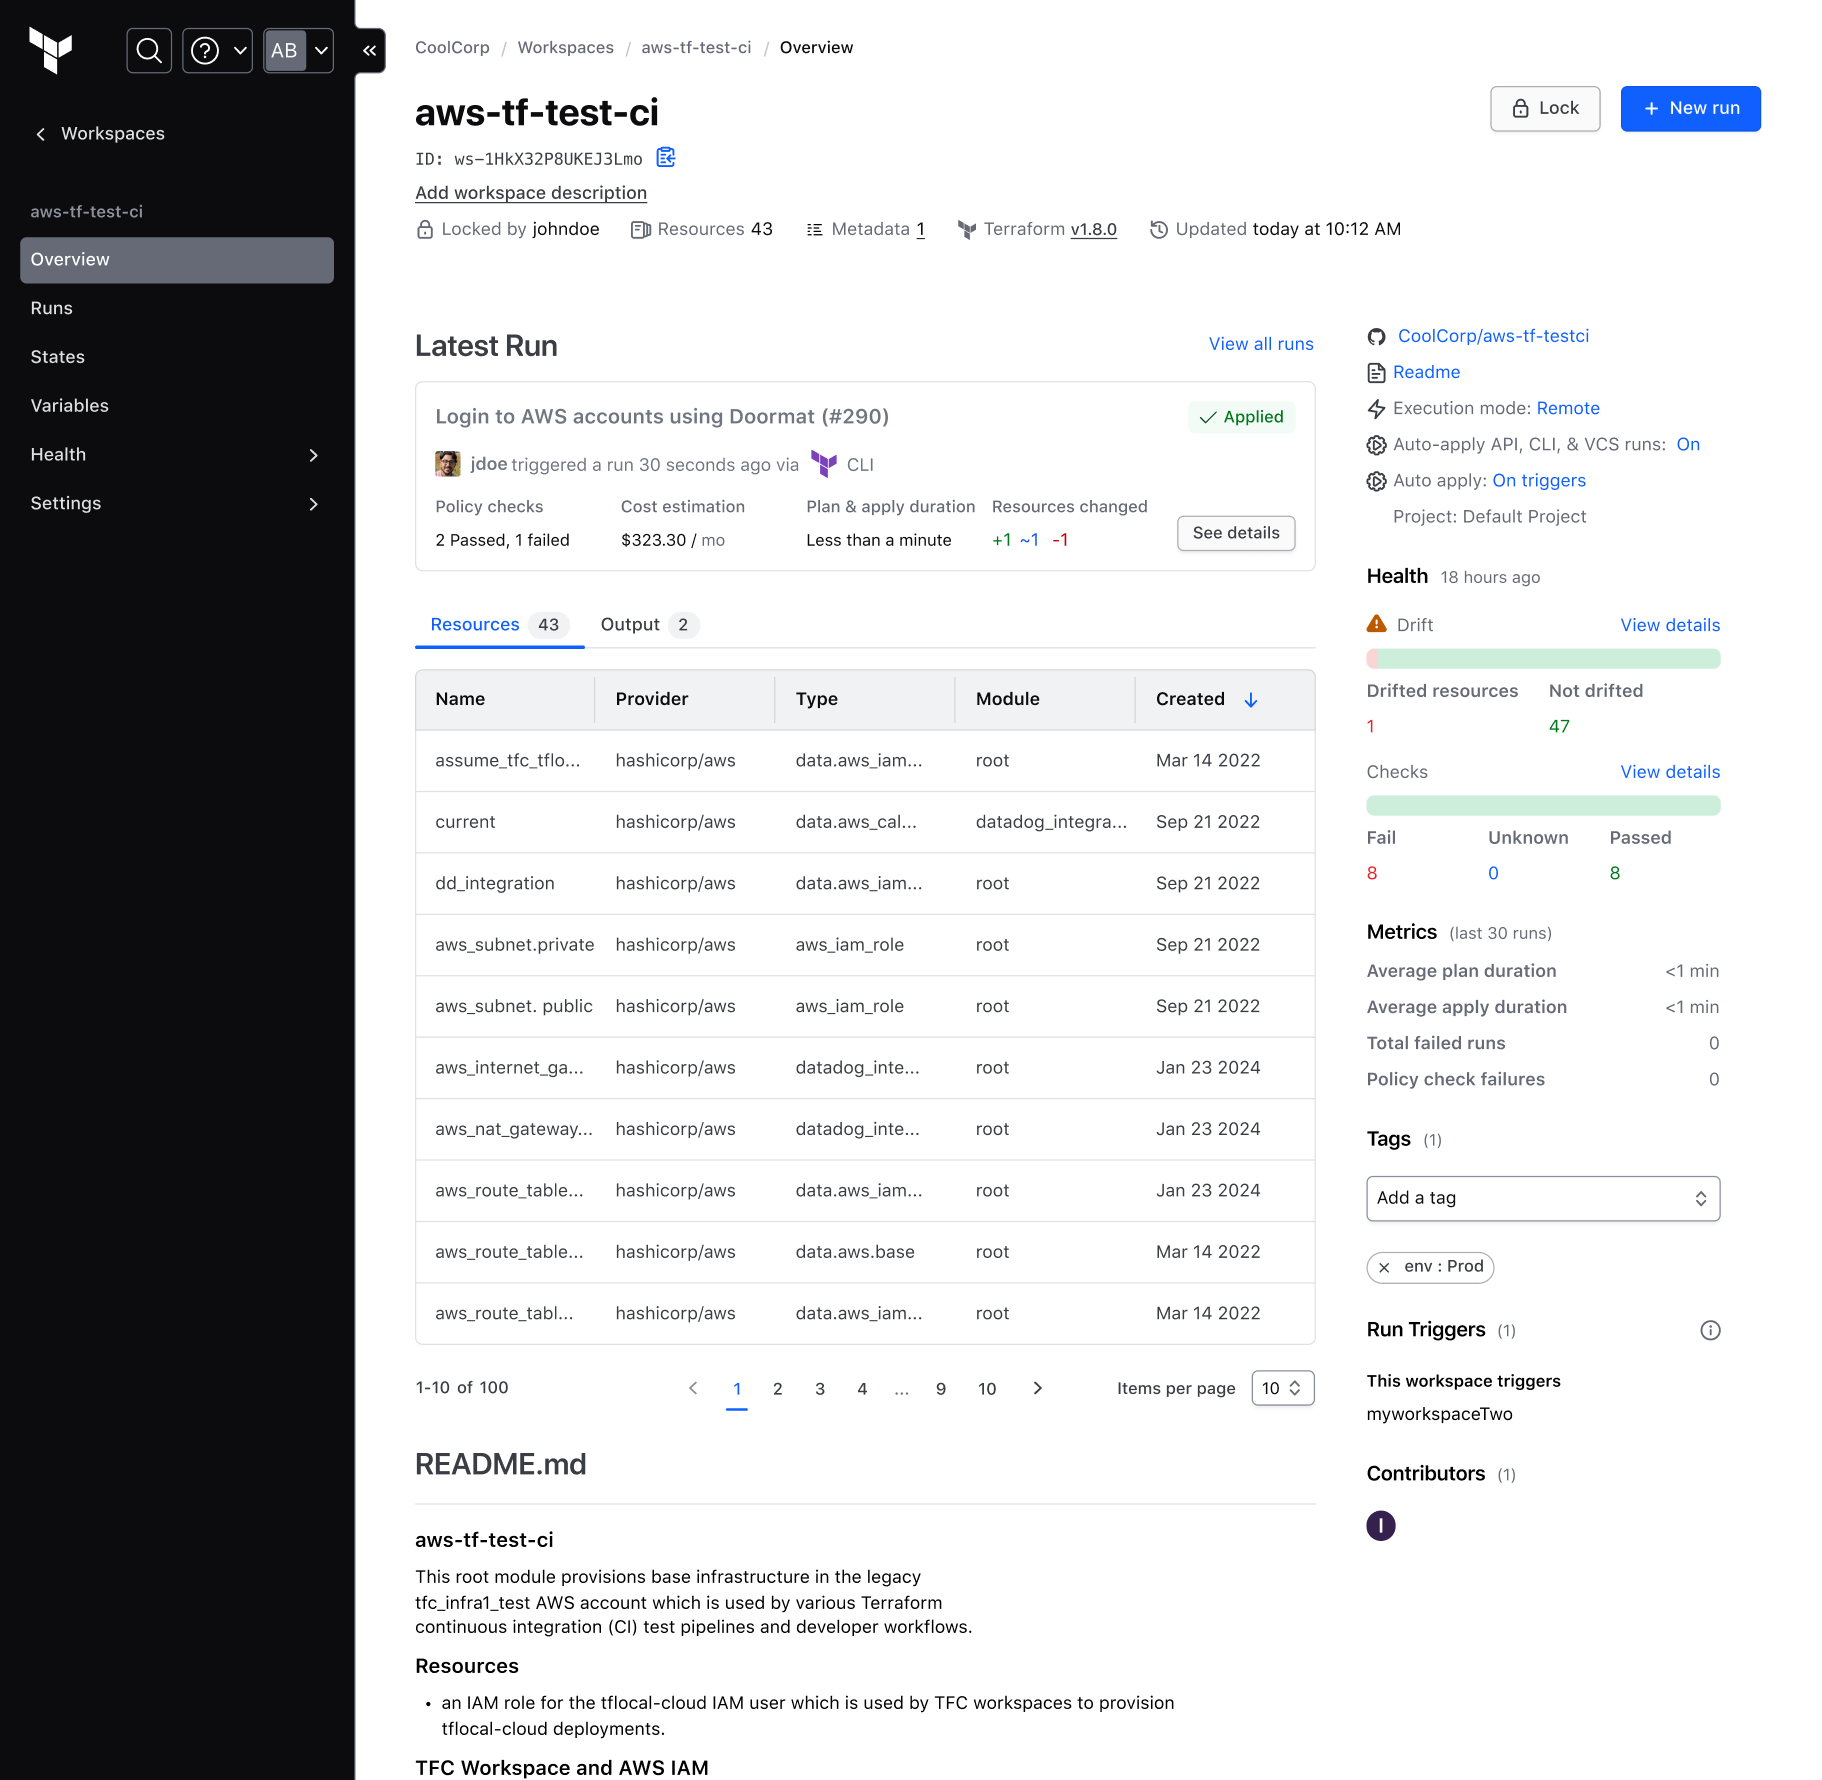 AB
Workspaces
aws-tf-test-ci
Overview
Runs
States
Variables
Health
Settings
CoolCorp / Workspaces / aws-tf-test-ci / Overview
aws-tf-test-ci
Lock
+ New run
ID: ws-1HkX32P8UKEJ3Lmo
Add workspace description
Locked by johndoe Resources 43 Metadata 1 Terraform v1.8.0 Updated today at 10:12 AM
Latest Run
View all runs
Login to AWS accounts using Doormat (#290)
Applied
jdoe triggered a run 30 seconds ago via CLI
Policy checks Cost estimation Plan & apply duration Resources changed
2 Passed, 1 failed $323.30 / mo Less than a minute +1 ~1 -1
See details
Resources 43 Output 2
Name Provider Type Module Created
assume_tfc_tflo... hashicorp/aws data.aws_iam... root Mar 14 2022
current hashicorp/aws data.aws_cal... datadog_integra... Sep 21 2022
dd_integration hashicorp/aws data.aws_iam... root Sep 21 2022
aws_subnet.private hashicorp/aws aws_iam_role root Sep 21 2022
aws_subnet. public hashicorp/aws aws_iam_role root Sep 21 2022
aws_internet_ga... hashicorp/aws datadog_inte... root Jan 23 2024
aws_nat_gateway... hashicorp/aws datadog_inte... root Jan 23 2024
aws_route_table... hashicorp/aws data.aws_iam... root Jan 23 2024
aws_route_table... hashicorp/aws data.aws.base root Mar 14 2022
aws_route_tabl... hashicorp/aws data.aws_iam... root Mar 14 2022
1-10 of 100 1 2 3 4 ... 9 10 Items per page 10
README.md
aws-tf-test-ci
This root module provisions base infrastructure in the legacy
tfc_infra1_test AWS account which is used by various Terraform
continuous integration (CI) test pipelines and developer workflows.
Resources
• an IAM role for the tflocal-cloud IAM user which is used by TFC workspaces to provision
tflocal-cloud deployments.
TFC Workspace and AWS IAM
CoolCorp/aws-tf-testci
Readme
Execution mode: Remote
Auto-apply API, CLI, & VCS runs: On
Auto apply: On triggers
Project: Default Project
Health 18 hours ago
Drift View details
Drifted resources Not drifted
1 47
Checks View details
Fail Unknown Passed
8 0 8
Metrics (last 30 runs)
Average plan duration <1 min
Average apply duration <1 min
Total failed runs 0
Policy check failures 0
Tags (1)
Add a tag
env : Prod
Run Triggers (1)
This workspace triggers
myworkspaceTwo
Contributors (1)
I